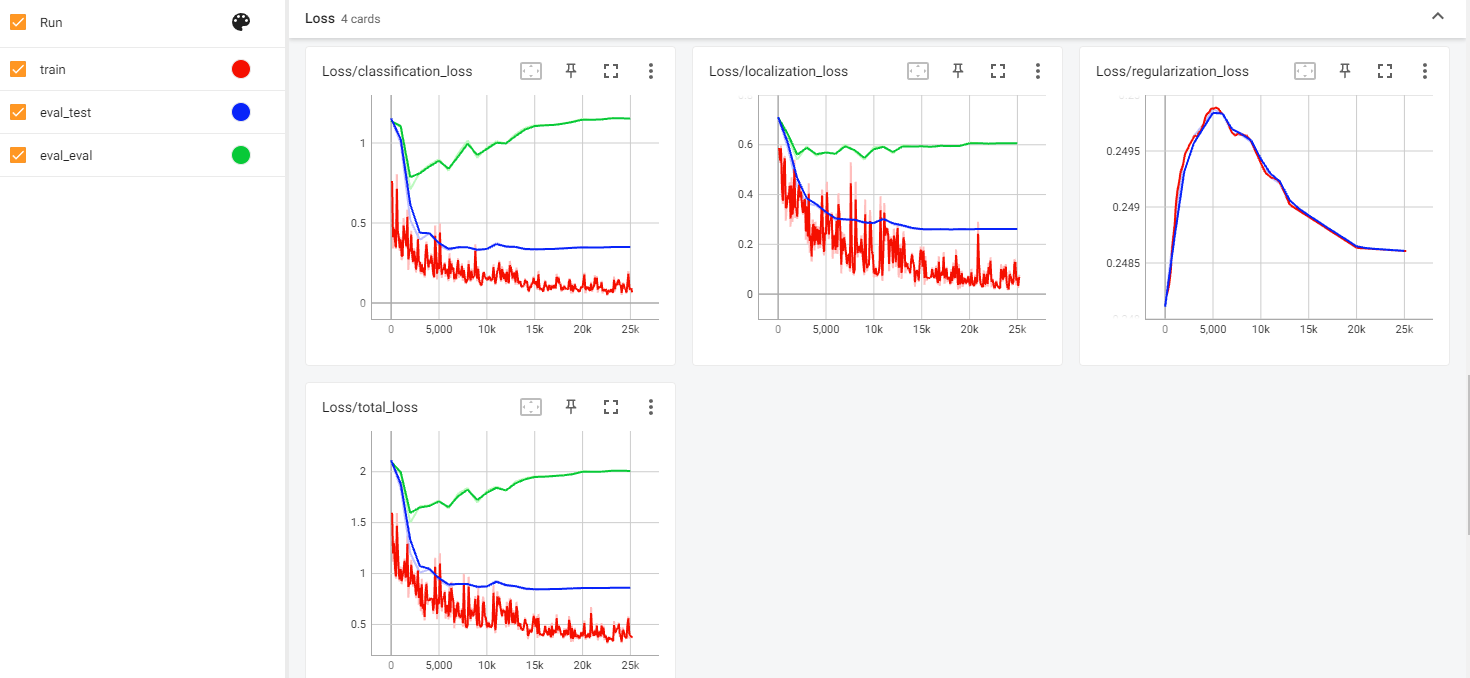 Run
train
eval_test
eval_eval
Loss 4 cards
Loss/classification_loss
1
0.5
0
0 5,000 10k 15k 20k 25k
Loss/localization_loss
0.6
0.4
0.2
0
0 5,000 10k 15k 20k 25k
Loss/regularization_loss
0.2495
0.249
0.2485
0 5,000 10k 15k 20k 25k
Loss/total_loss
2
1.5
1
0.5
0 5,000 10k 15k 20k 25k